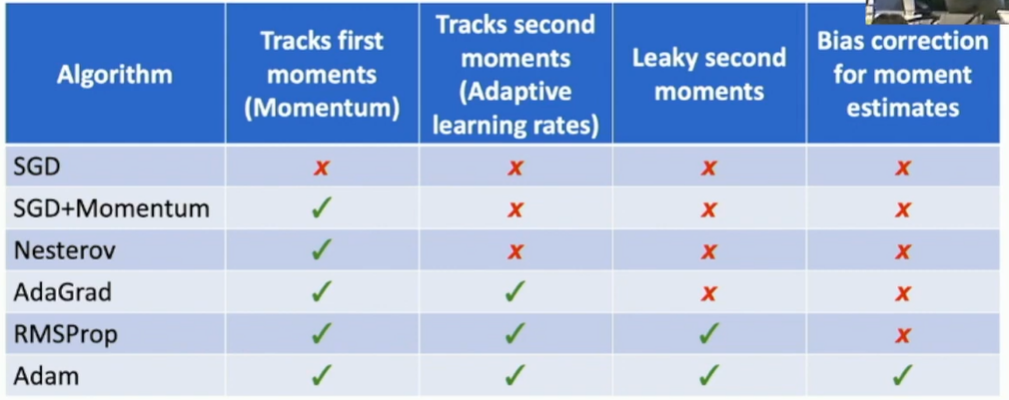 Algorithm
Tracks first
moments
(Momentum)
Tracks second
moments
(Adaptive
learning rates)
Leaky second
moments
Bias correction
for moment
estimates
SGD x x x x
SGD+Momentum ✓ x x x
Nesterov ✓ x x x
AdaGrad ✓ ✓ x x
RMSProp ✓ ✓ ✓ x
Adam ✓ ✓ ✓ ✓